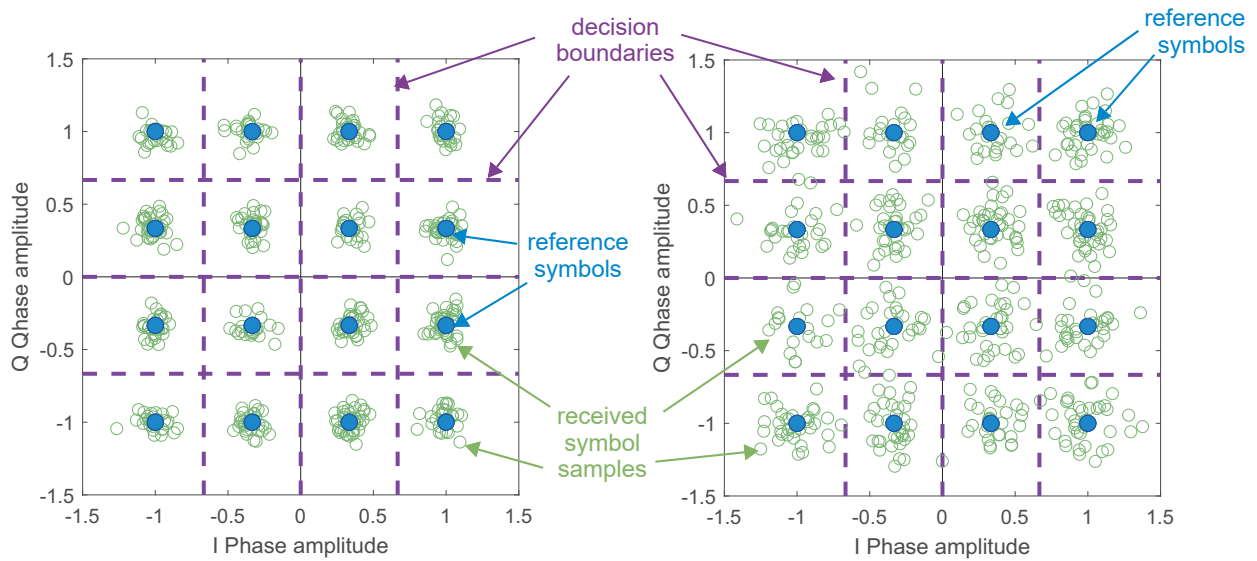 decision
boundaries
reference
symbols
1.5
1
0.5
0
-0.5
-1
-1.5
Q Qhase amplitude
-1.5
-1
-0.5
0
0.5
1
1.5
I Phase amplitude
reference
symbols
received
symbol
samples
1.5
1
0.5
0
-0.5
-1
-1.5
Q Qhase amplitude
-1.5
-1
-0.5
0
0.5
1
1.5
I Phase amplitude